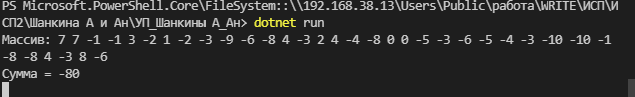 PS Microsoft.PowerShell.Core\FileSystem::\\192.168.38.13\Users\Public\работа\WRITE\ИСП\И
СП2\Шанкина А и Ан\УП_Шанкины А_Ан> dotnet run
Массив: 7 7 -1 -1 3 -2 1 -2 -3 -9 -6 -8 4 -3 2 4 -4 -8 0 0 -5 -3 -6 -5 -4 -3 -10 -10 -1
-8 -8 4 -3 8 -6
Сумма = -80